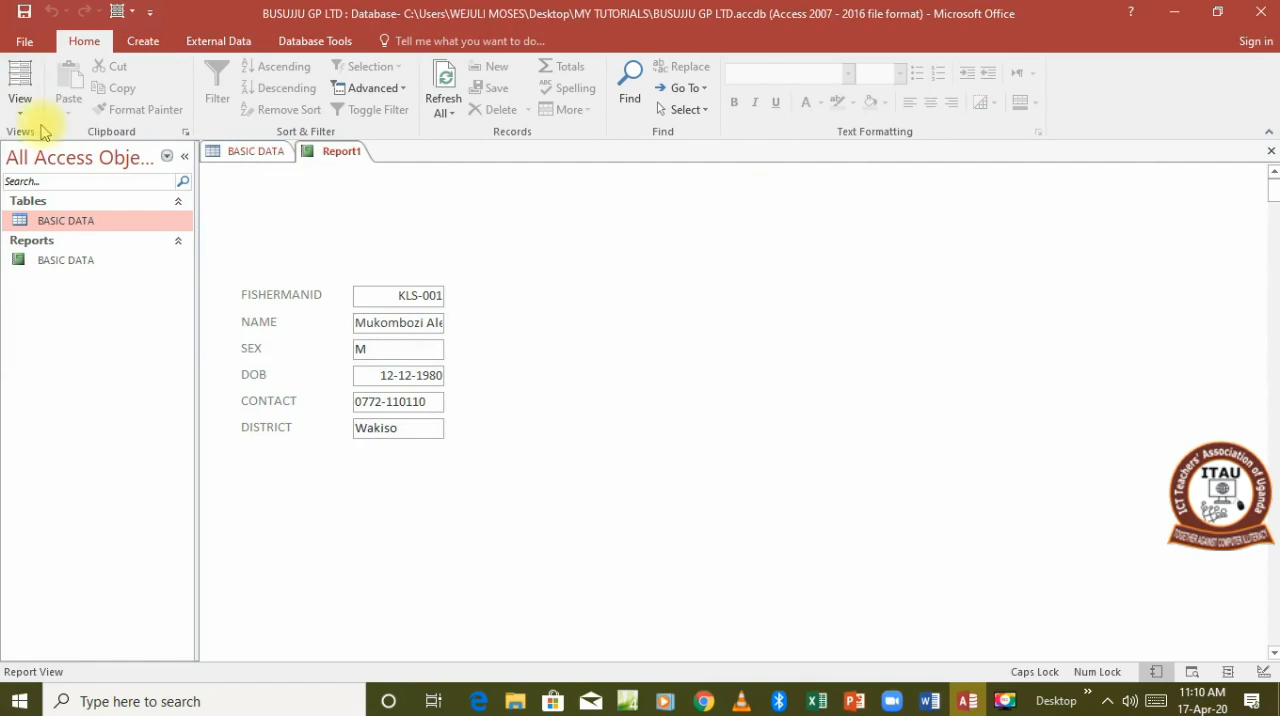 BUSUJJU GP LTD : Database- C:\Users\WEJULI MOSES\Desktop\MY TUTORIALS\BUSUJJU GP LTD.accdb (Access 2007 - 2016 file format) - Microsoft Office
File Home Create External Data Database Tools Tell me what you want to do... Sign in
View
Views
Paste
Cut
Copy
Format Painter
Clipboard
Filter
Ascending
Descending
Remove Sort
Selection
Advanced
Toggle Filter
Sort & Filter
Refresh
All
New
Save
Delete
Totals
Spelling
More
Records
Find
Replace
Go To
Select
Find
B I U A
Text Formatting
All Access Obje...
Search...
Tables
BASIC DATA
Reports
BASIC DATA
BASIC DATA
Report1
FISHERMANID KLS-001
NAME Mukombozi Ale
SEX M
DOB 12-12-1980
CONTACT 0772-110110
DISTRICT Wakiso
ICT Teachers' Association of Uganda
ITAU
TOGETHER AGAINST COMPUTER ILLITERACY
Report View
Caps Lock Num Lock
Type here to search
Desktop
11:10 AM
17-Apr-20